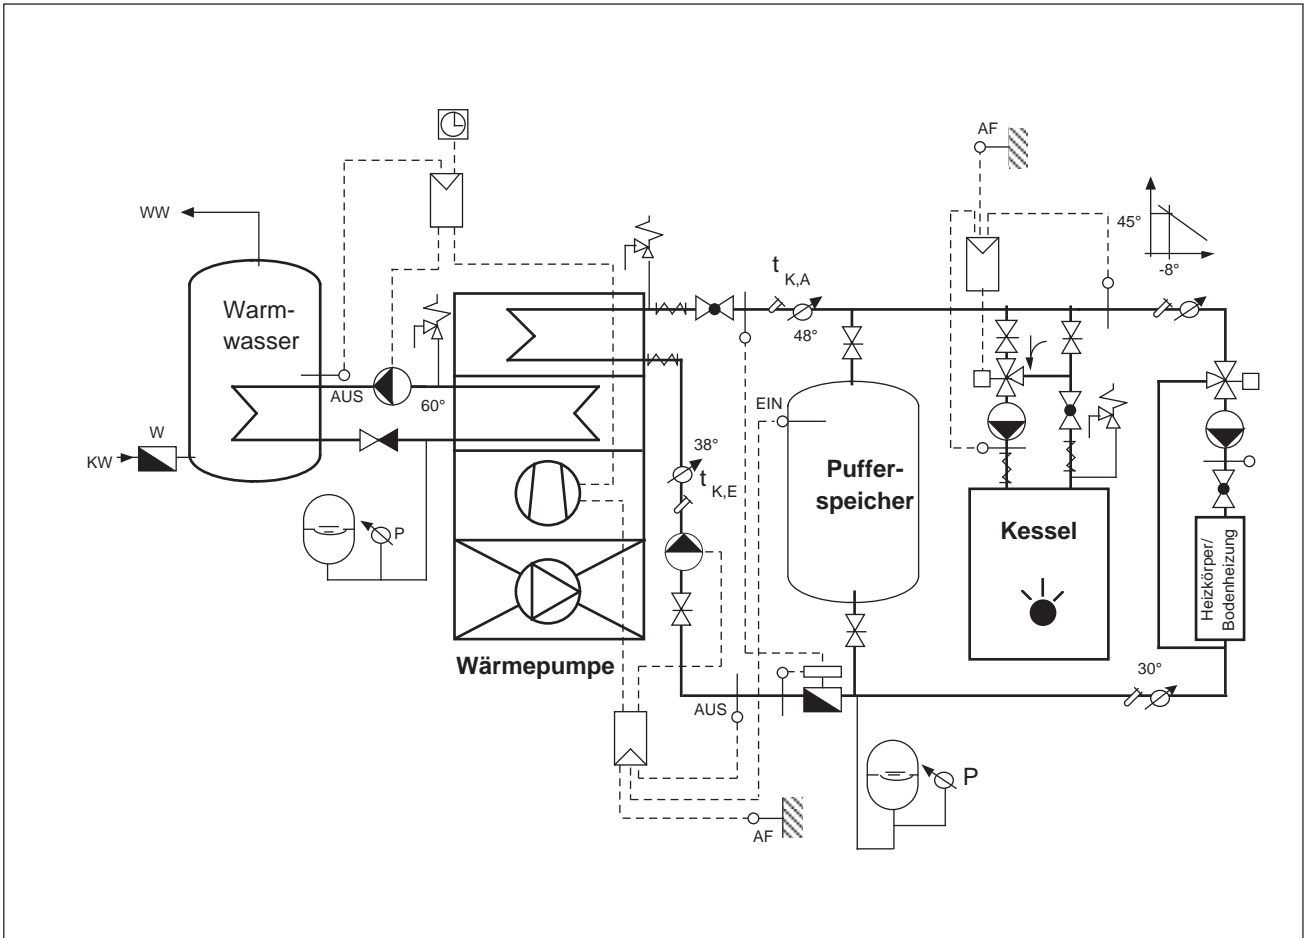 AF
WW
45°
-8°
t K,A
Warm-
wasser
48°
AUS
60°
EIN
W
KW
38°
t K,E
Puffer-
speicher
Kessel
P
Heizkörper/
Bodenheizung
Wärmepumpe
30°
AUS
P
AF